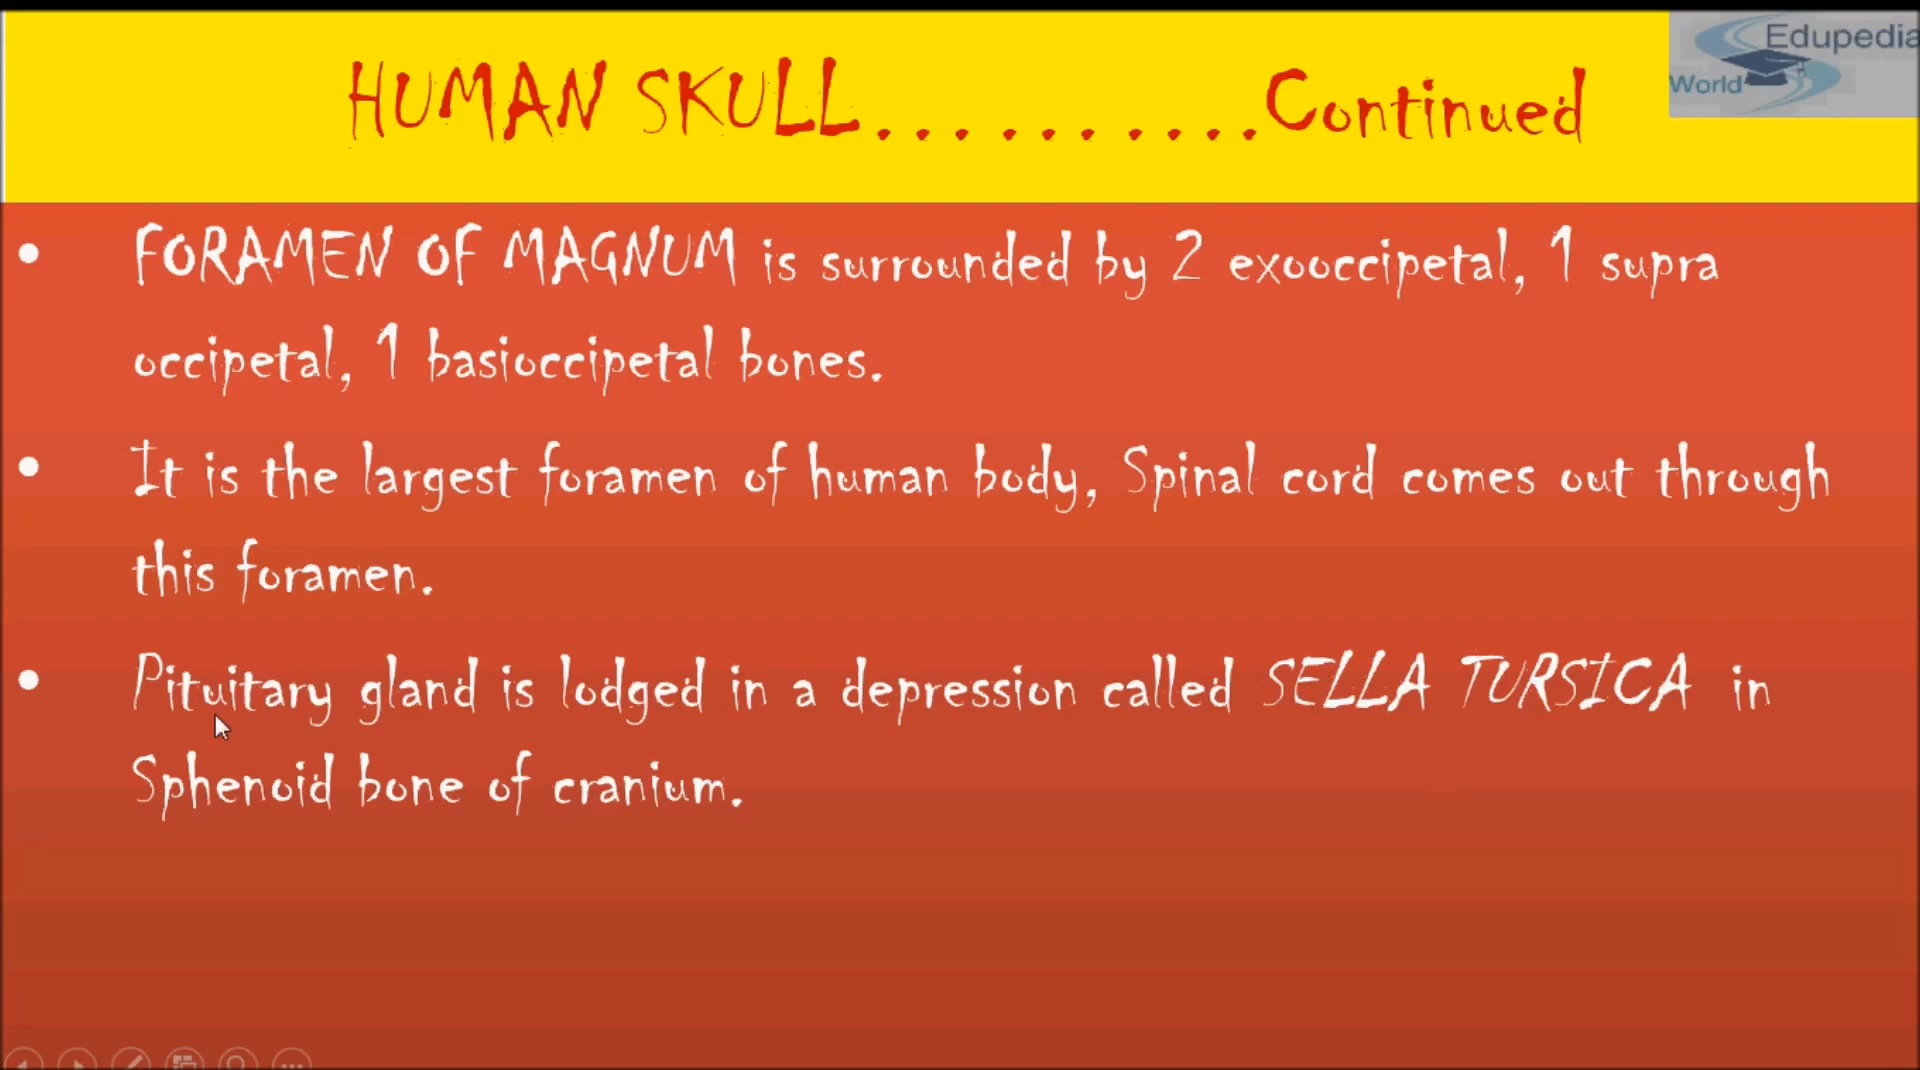 HUMAN SKULL..........Continued
Edupedia
World
• FORAMEN OF MAGNUM is surrounded by 2 exooccipetal, 1 supra
occipetal, 1 basioccipetal bones.
• It is the largest foramen of human body, Spinal cord comes out through
this foramen.
• Pituitary gland is lodged in a depression called SELLA TURSICA in
Sphenoid bone of cranium.